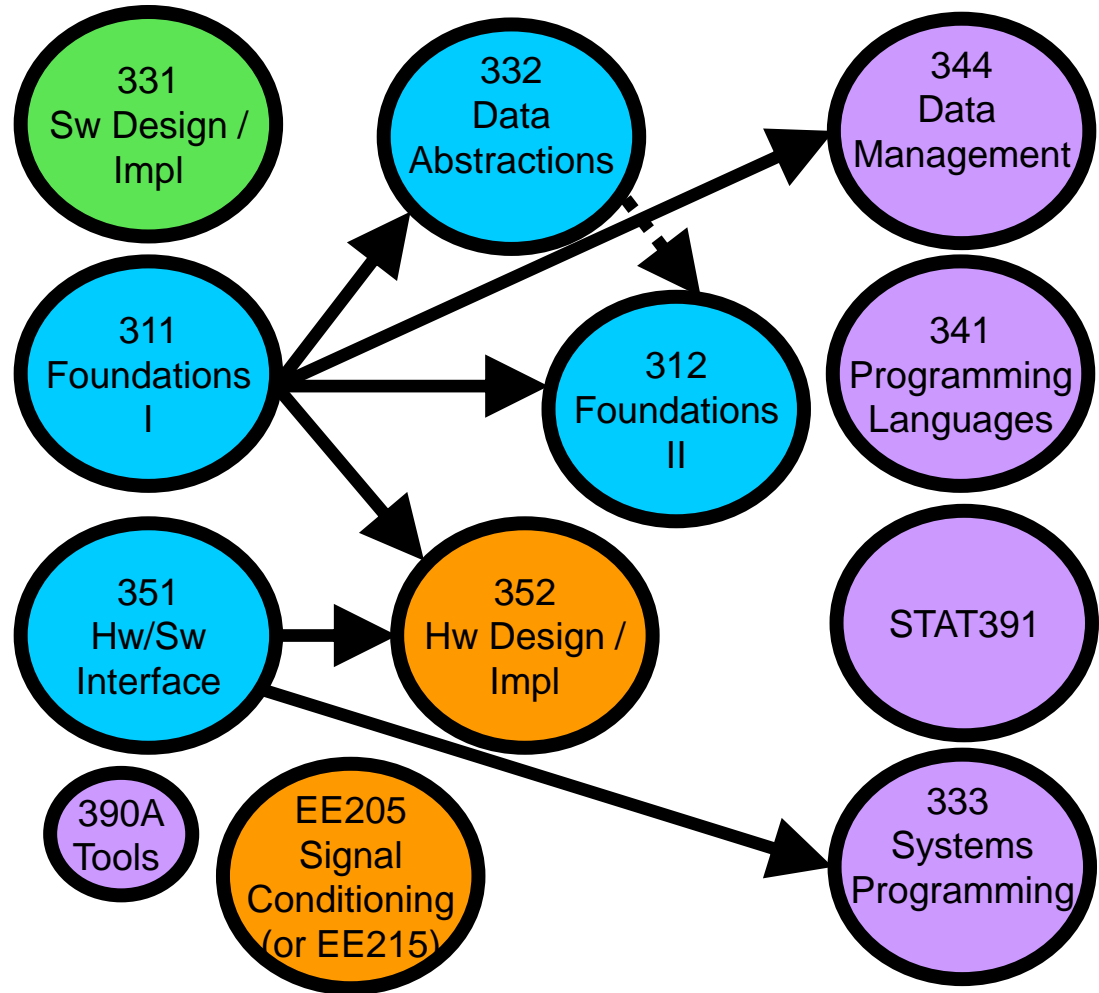 331
Sw Design /
Impl
332
Data
Abstractions
344
Data
Management
311
Foundations
I
312
Foundations
II
341
Programming
Languages
351
Hw/Sw
Interface
352
Hw Design /
Impl
STAT391
390A
Tools
EE205
Signal
Conditioning
(or EE215)
333
Systems
Programming